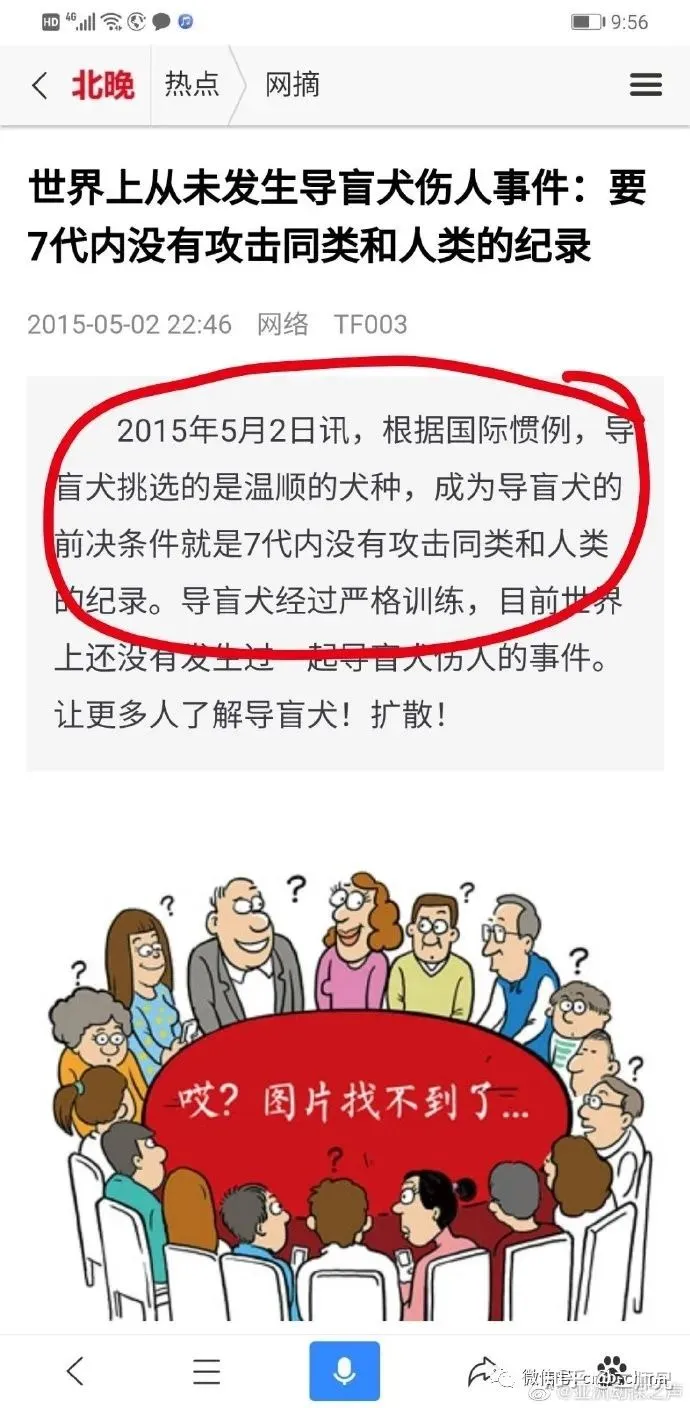 HD 4G 9:56
北晚 热点 网摘
世界上从未发生导盲犬伤人事件：要
7代内没有攻击同类和人类的纪录
2015-05-02 22:46 网络 TF003
2015年5月2日讯，根据国际惯例，导
盲犬挑选的是温顺的犬种，成为导盲犬的
前决条件就是7代内没有攻击同类和人类
的纪录。导盲犬经过严格训练，目前世界
上还没有发生过一起导盲犬伤人的事件。
让更多人了解导盲犬！扩散！
? ? ? ? ? ? ?
哎？图片找不到了...
?
微信号: crdbchina
@亚洲动保之声